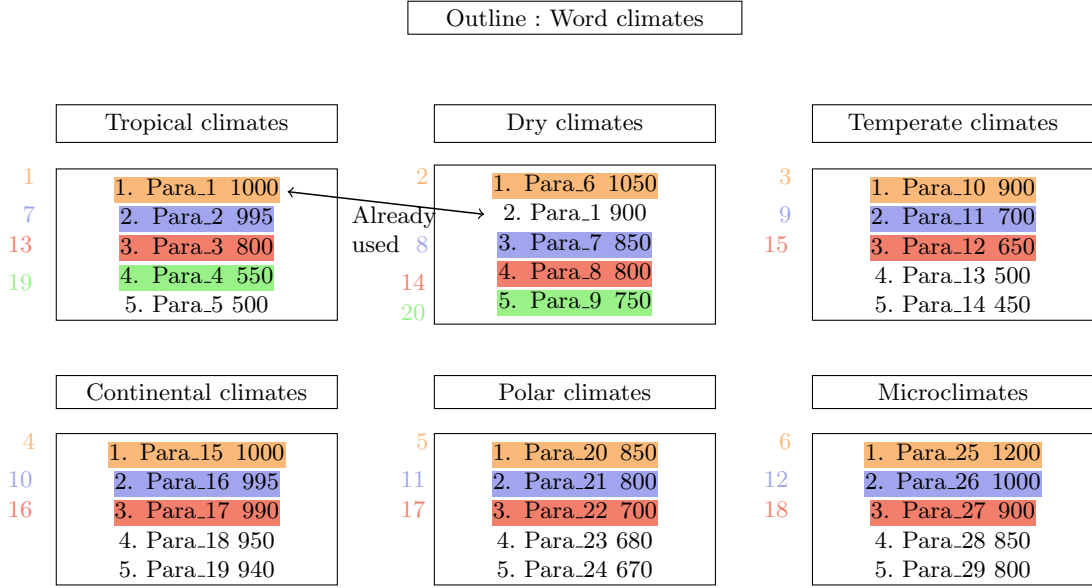 Outline : Word climates
Tropical climates
1
1. Para_1 1000
7
2. Para_2 995
13
3. Para_3 800
19
4. Para_4 550
5. Para_5 500
Already
used
Dry climates
2
1. Para_6 1050
2. Para_1 900
8
3. Para_7 850
14
4. Para_8 800
20
5. Para_9 750
Temperate climates
3
1. Para_10 900
9
2. Para_11 700
15
3. Para_12 650
4. Para_13 500
5. Para_14 450
Continental climates
4
1. Para_15 1000
10
2. Para_16 995
16
3. Para_17 990
4. Para_18 950
5. Para_19 940
Polar climates
5
1. Para_20 850
11
2. Para_21 800
17
3. Para_22 700
4. Para_23 680
5. Para_24 670
Microclimates
6
1. Para_25 1200
12
2. Para_26 1000
18
3. Para_27 900
4. Para_28 850
5. Para_29 800